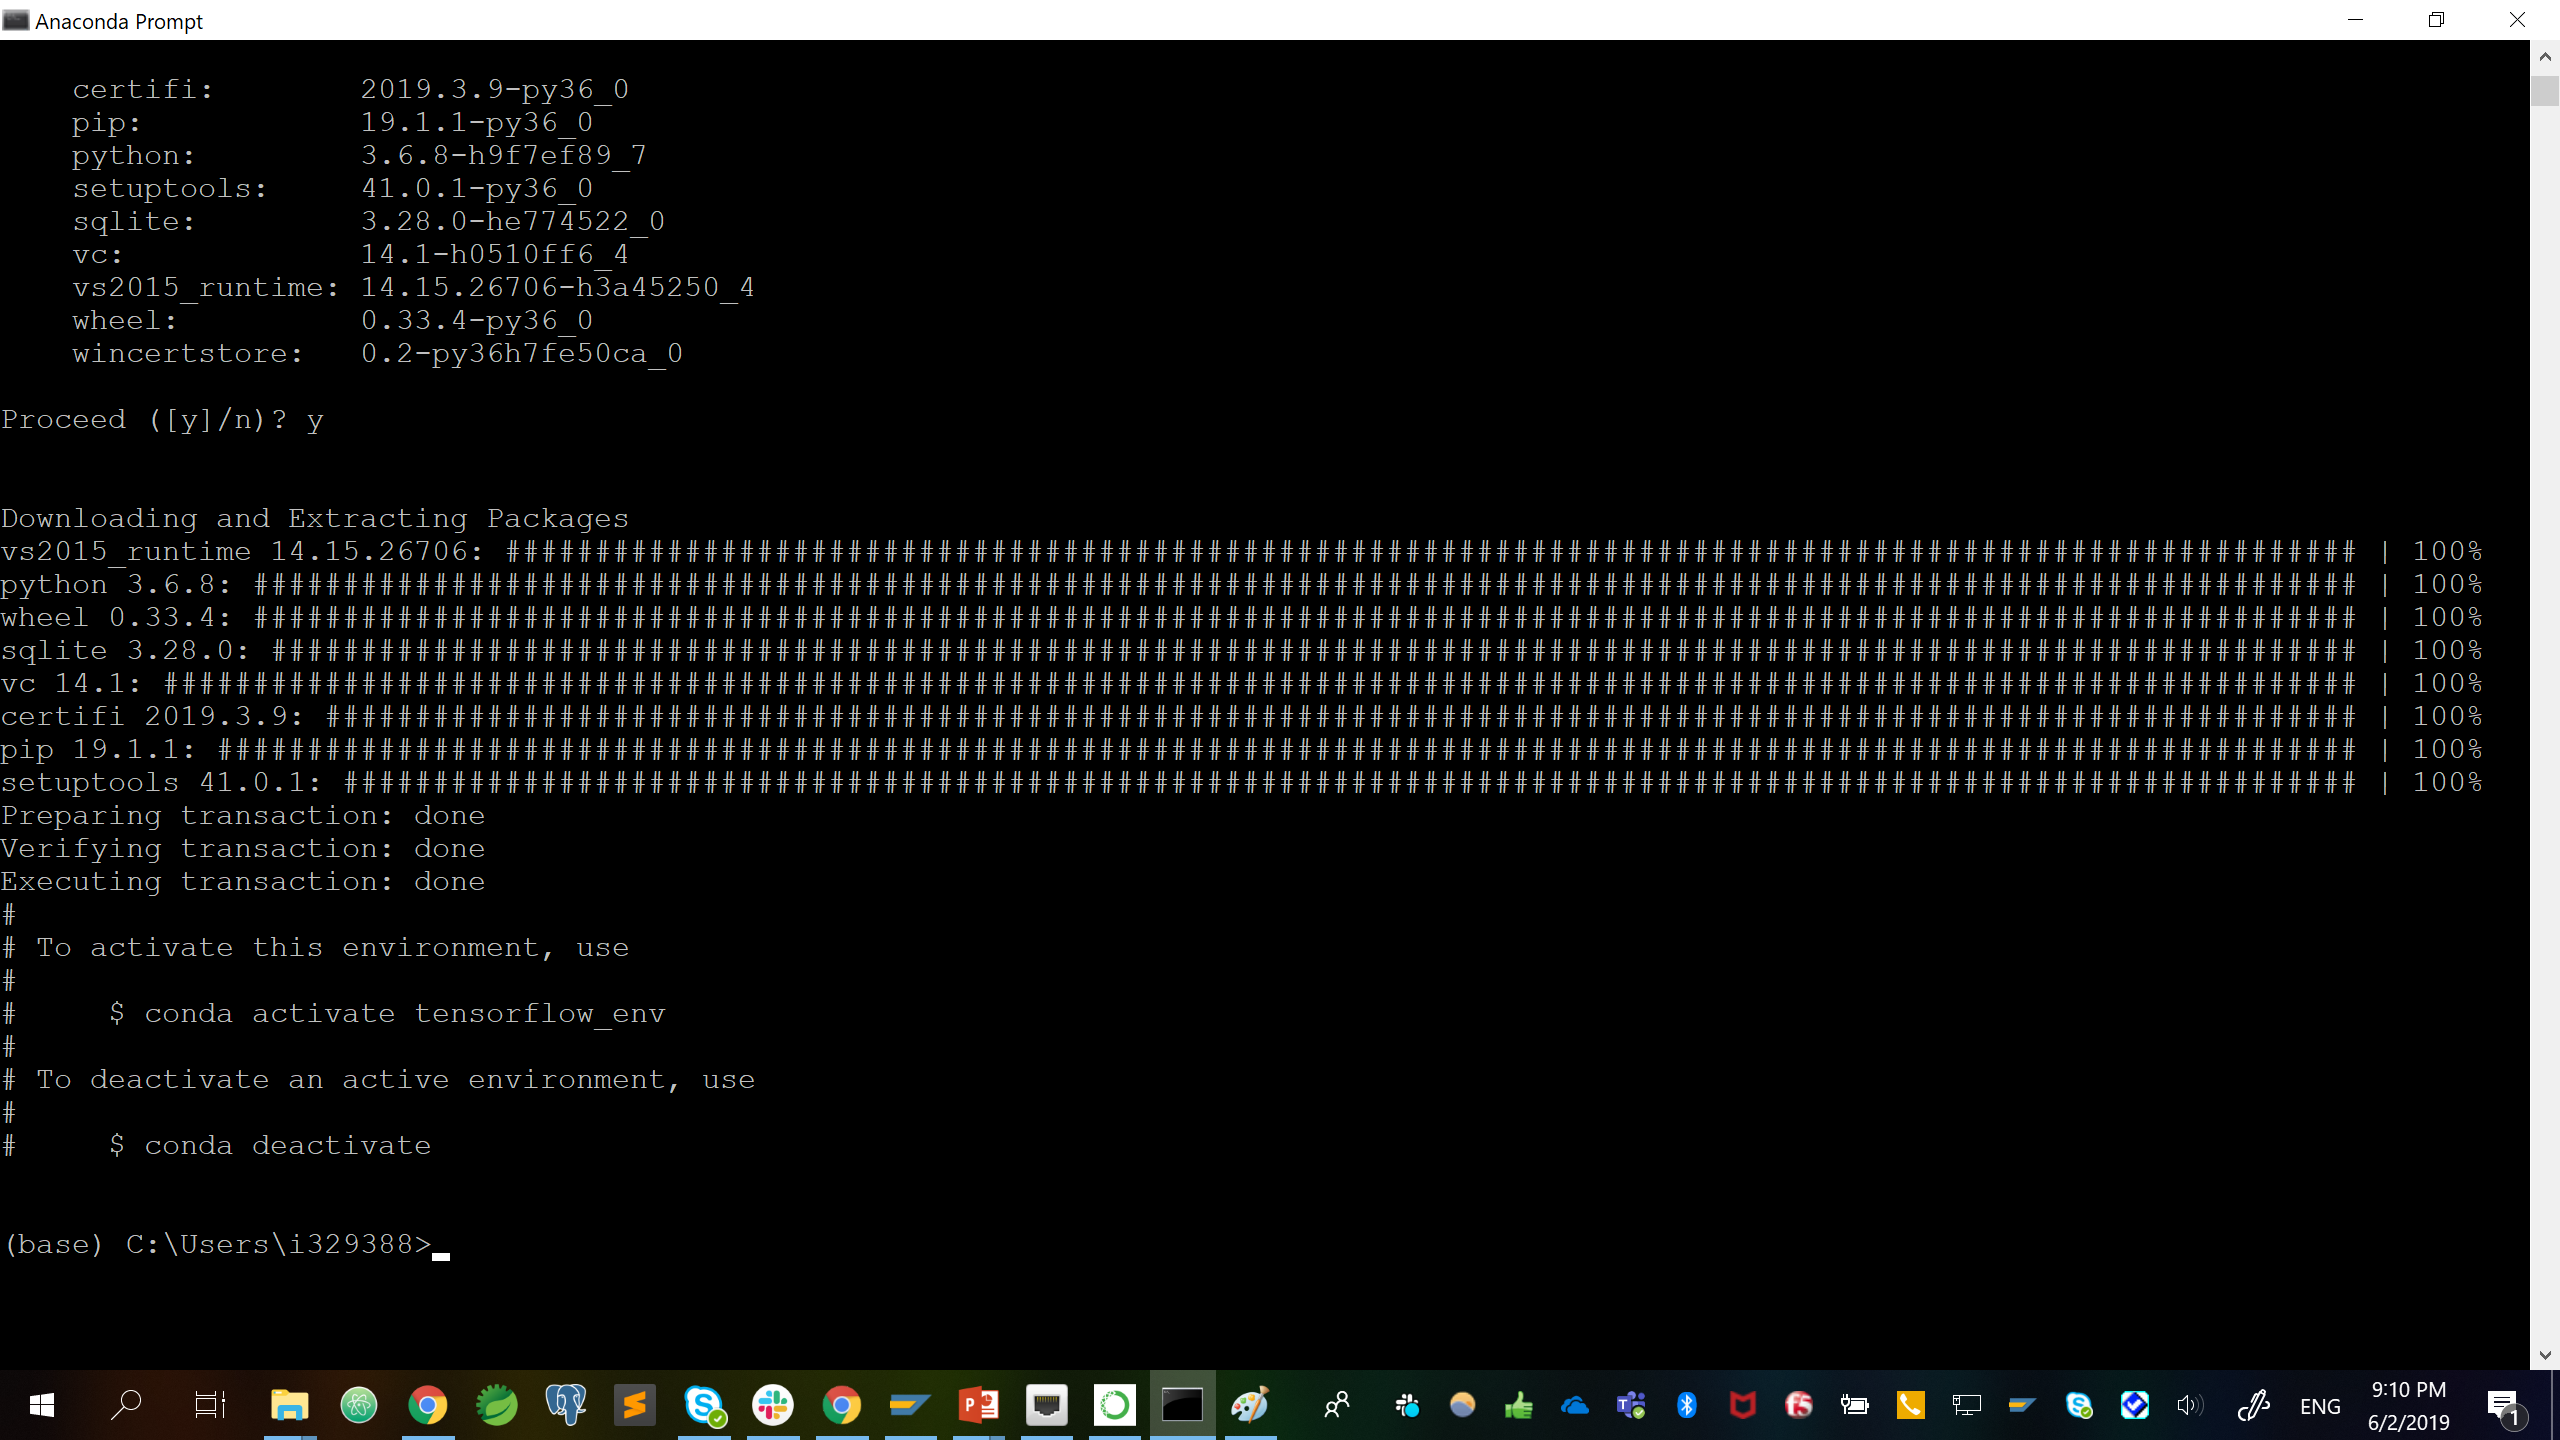 Anaconda Prompt
certifi: 2019.3.9-py36_0
pip: 19.1.1-py36_0
python: 3.6.8-h9f7ef89_7
setuptools: 41.0.1-py36_0
sqlite: 3.28.0-he774522_0
vc: 14.1-h0510ff6_4
vs2015_runtime: 14.15.26706-h3a45250_4
wheel: 0.33.4-py36_0
wincertstore: 0.2-py36h7fe50ca_0
Proceed ([y]/n)? y
Downloading and Extracting Packages
vs2015_runtime 14.15.26706: ####################################################################################################### | 100%
python 3.6.8: ##################################################################################################################### | 100%
wheel 0.33.4: ##################################################################################################################### | 100%
sqlite 3.28.0: #################################################################################################################### | 100%
vc 14.1: ########################################################################################################################## | 100%
certifi 2019.3.9: ################################################################################################################# | 100%
pip 19.1.1: ####################################################################################################################### | 100%
setuptools 41.0.1: ################################################################################################################ | 100%
Preparing transaction: done
Verifying transaction: done
Executing transaction: done
#
# To activate this environment, use
#
#     $ conda activate tensorflow_env
#
# To deactivate an active environment, use
#
#     $ conda deactivate
(base) C:\Users\i329388>
ENG
9:10 PM
6/2/2019
1